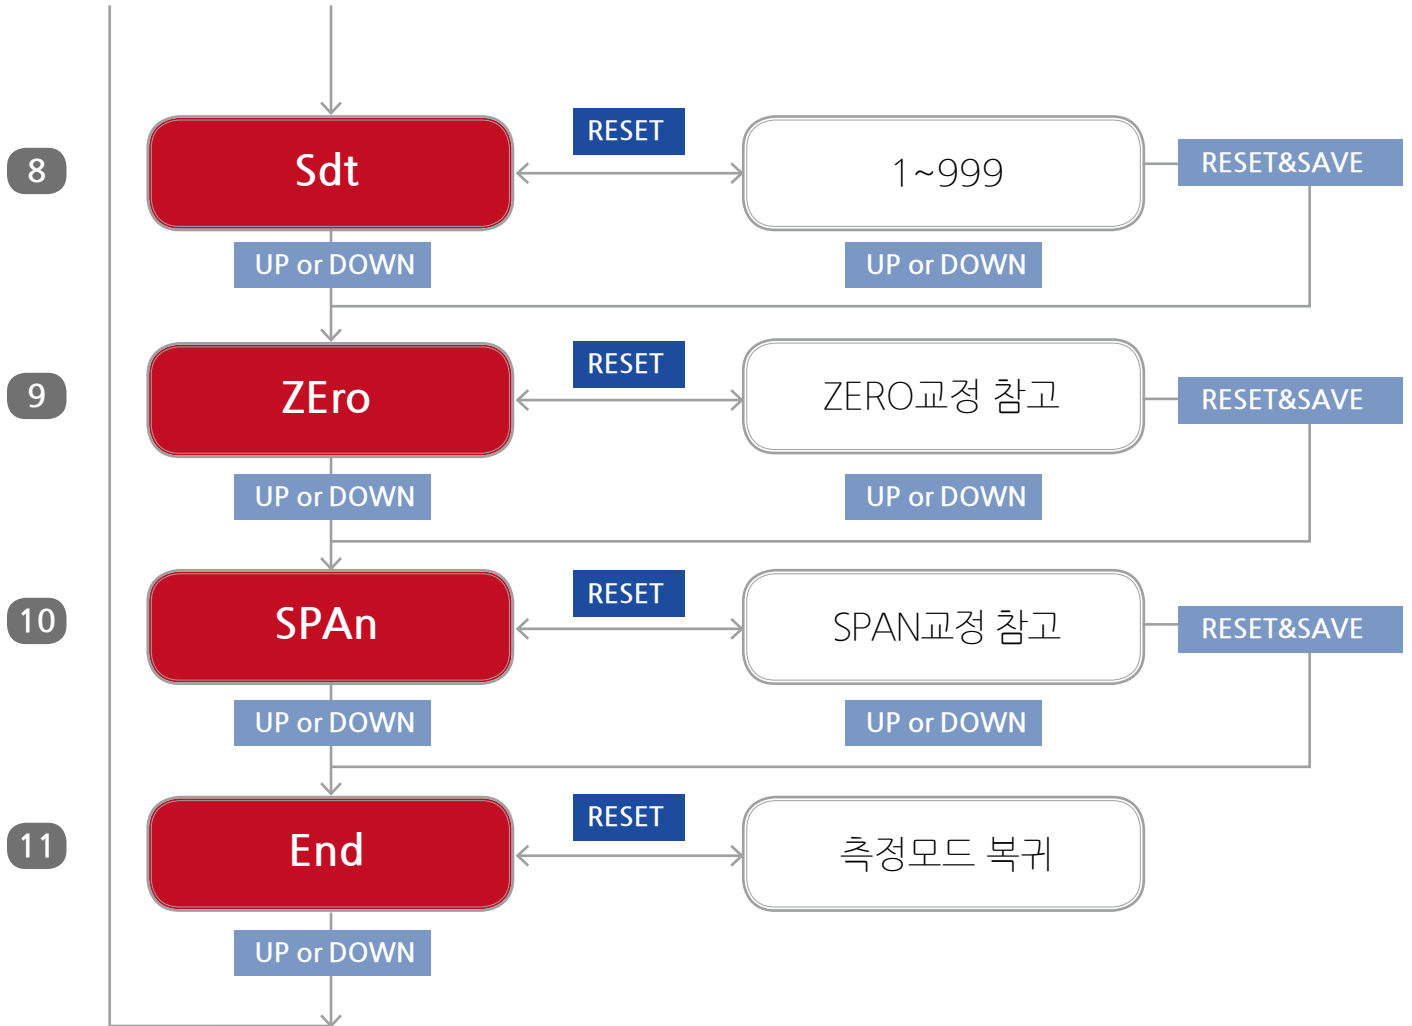 8
Sdt
RESET
1~999
RESET&SAVE
UP or DOWN
UP or DOWN
9
ZEro
RESET
ZERO교정 참고
RESET&SAVE
UP or DOWN
UP or DOWN
10
SPAn
RESET
SPAN교정 참고
RESET&SAVE
UP or DOWN
UP or DOWN
11
End
RESET
측정모드 복귀
UP or DOWN